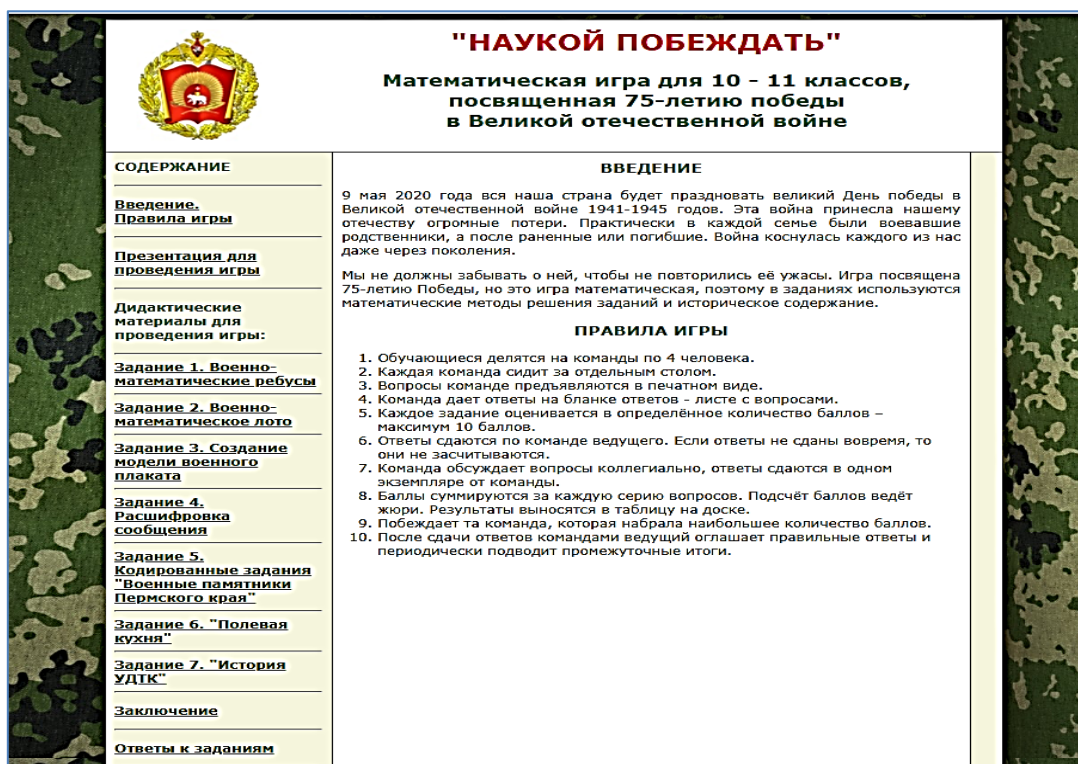 "НАУКОЙ ПОБЕЖДАТЬ"
Математическая игра для 10 - 11 классов,
посвященная 75-летию победы
в Великой отечественной войне
СОДЕРЖАНИЕ
Введение.
Правила игры
Презентация для
проведения игры
Дидактические
материалы для
проведения игры:
Задание 1. Военно-
математические ребусы
Задание 2. Военно-
математическое лото
Задание 3. Создание
модели военного
плаката
Задание 4.
Расшифровка
сообщения
Задание 5.
Кодированные задания
"Военные памятники
Пермского края"
Задание 6. "Полевая
кухня"
Задание 7. "История
УДТК"
Заключение
Ответы к заданиям
ВВЕДЕНИЕ
9 мая 2020 года вся наша страна будет праздновать великий День победы в
Великой отечественной войне 1941-1945 годов. Эта война принесла нашему
отечеству огромные потери. Практически в каждой семье были воевавшие
родственники, а после раненные или погибшие. Война коснулась каждого из нас
даже через поколения.
Мы не должны забывать о ней, чтобы не повторились её ужасы. Игра посвящена
75-летию Победы, но это игра математическая, поэтому в заданиях используются
математические методы решения заданий и историческое содержание.
ПРАВИЛА ИГРЫ
1. Обучающиеся делятся на команды по 4 человека.
2. Каждая команда сидит за отдельным столом.
3. Вопросы команде предъявляются в печатном виде.
4. Команда дает ответы на бланке ответов - листе с вопросами.
5. Каждое задание оценивается в определённое количество баллов –
максимум 10 баллов.
6. Ответы сдаются по команде ведущего. Если ответы не сданы вовремя, то
они не засчитываются.
7. Команда обсуждает вопросы коллегиально, ответы сдаются в одном
экземпляре от команды.
8. Баллы суммируются за каждую серию вопросов. Подсчёт баллов ведёт
жюри. Результаты выносятся в таблицу на доске.
9. Побеждает та команда, которая набрала наибольшее количество баллов.
10. После сдачи ответов командами ведущий оглашает правильные ответы и
периодически подводит промежуточные итоги.